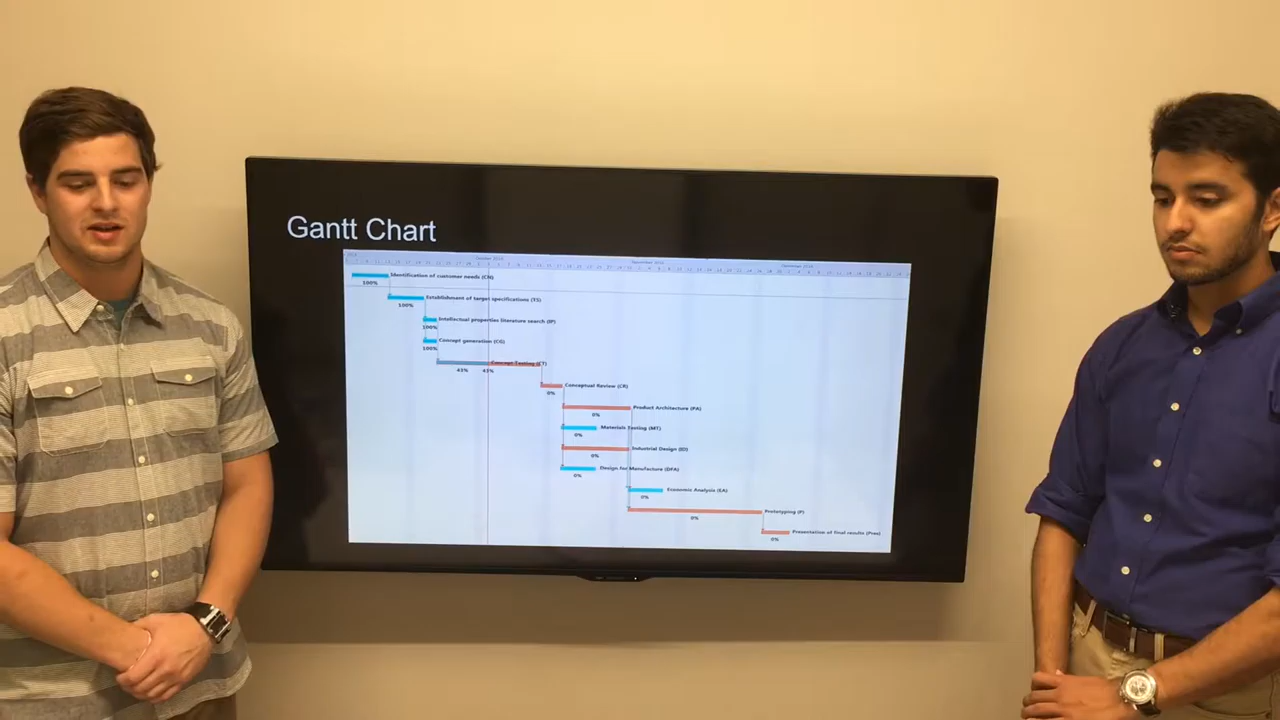 Gantt Chart
Identification of customer needs (CN)
100%
Establishment of target specifications (TS)
100%
Intellectual properties literature search (IP)
100%
Concept generation (CG)
100%
Concept Testing (CT)
43% 43%
Conceptual Review (CR)
0%
Product Architecture (PA)
0%
Materials Testing (MT)
0%
Industrial Design (ID)
0%
Design for Manufacture (DFA)
0%
Economic Analysis (EA)
0%
Prototyping (P)
0%
Presentation of final results (Pres)
0%